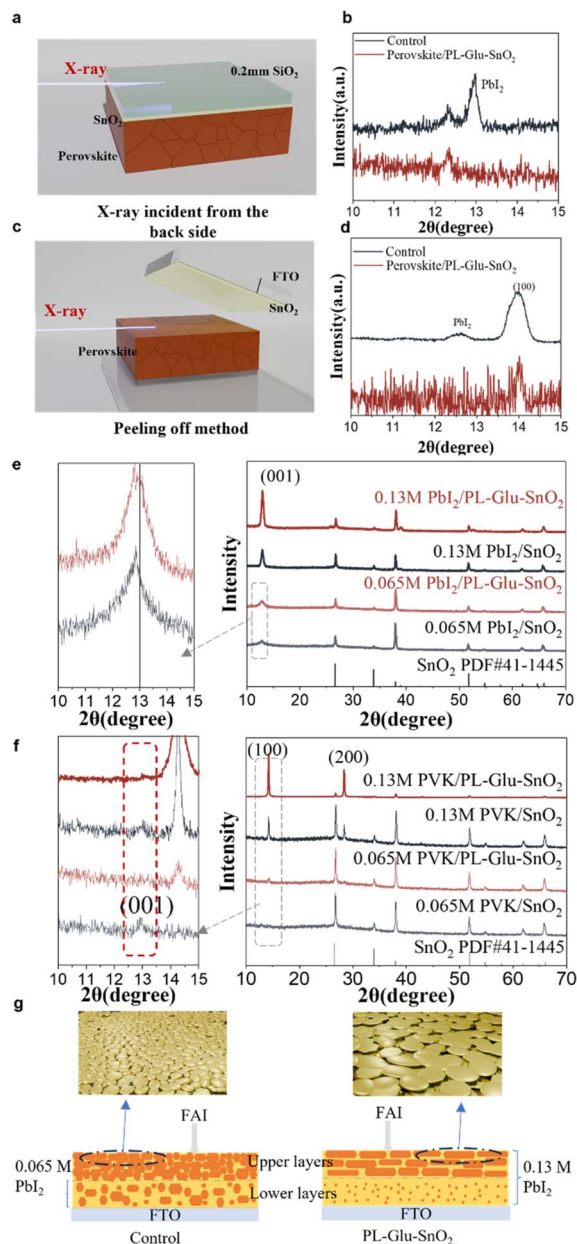 a
X-ray
0.2mm SiO₂
SnO₂
Perovskite
X-ray incident from the
back side
b
Control
Perovskite/PL-Glu-SnO₂
PbI₂
Intensity(a.u.)
10 11 12 13 14 15
2θ(degree)
c
FTO
SnO₂
X-ray
Perovskite
Peeling off method
d
Control
Perovskite/PL-Glu-SnO₂
(100)
PbI₂
Intensity(a.u.)
10 11 12 13 14 15
2θ(degree)
e
10 11 12 13 14 15
2θ(degree)
(001)
0.13M PbI₂/PL-Glu-SnO₂
0.13M PbI₂/SnO₂
0.065M PbI₂/PL-Glu-SnO₂
0.065M PbI₂/SnO₂
SnO₂ PDF#41-1445
Intensity
10 20 30 40 50 60 70
2θ(degree)
f
(001)
10 11 12 13 14 15
2θ(degree)
(100) (200)
0.13M PVK/PL-Glu-SnO₂
0.13M PVK/SnO₂
0.065M PVK/PL-Glu-SnO₂
0.065M PVK/SnO₂
SnO₂ PDF#41-1445
Intensity
10 20 30 40 50 60 70
2θ(degree)
g
FAI
FAI
0.065 M
PbI₂
Upper layers
Lower layers
0.13 M
PbI₂
FTO
FTO
Control
PL-Glu-SnO₂